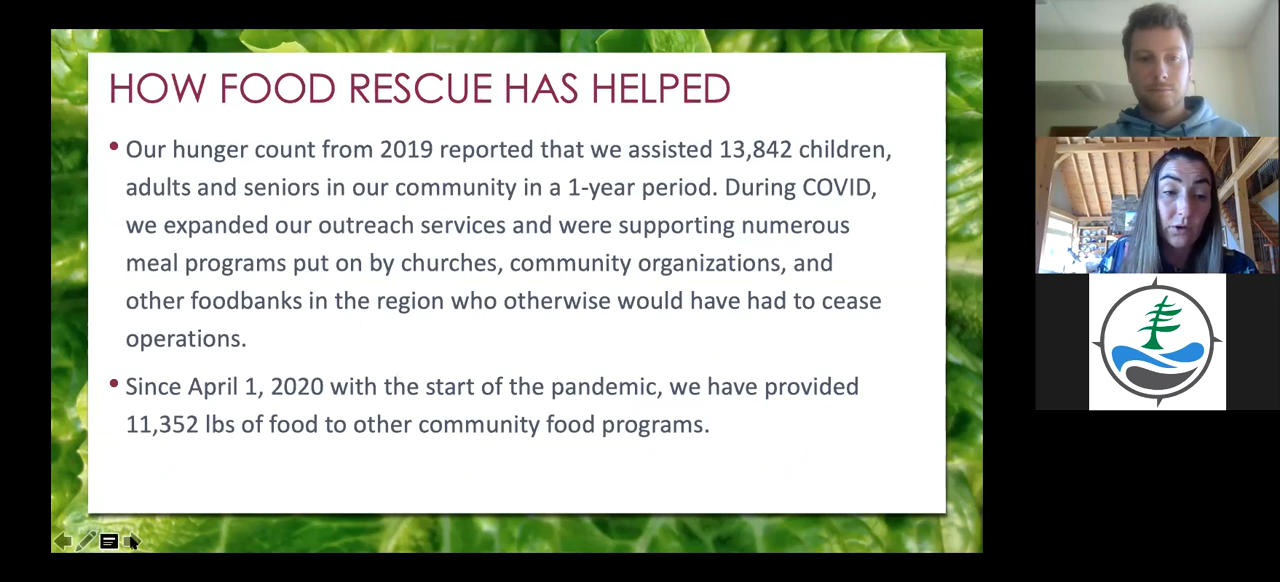 HOW FOOD RESCUE HAS HELPED
• Our hunger count from 2019 reported that we assisted 13,842 children,
adults and seniors in our community in a 1-year period. During COVID,
we expanded our outreach services and were supporting numerous
meal programs put on by churches, community organizations, and
other foodbanks in the region who otherwise would have had to cease
operations.
• Since April 1, 2020 with the start of the pandemic, we have provided
11,352 lbs of food to other community food programs.